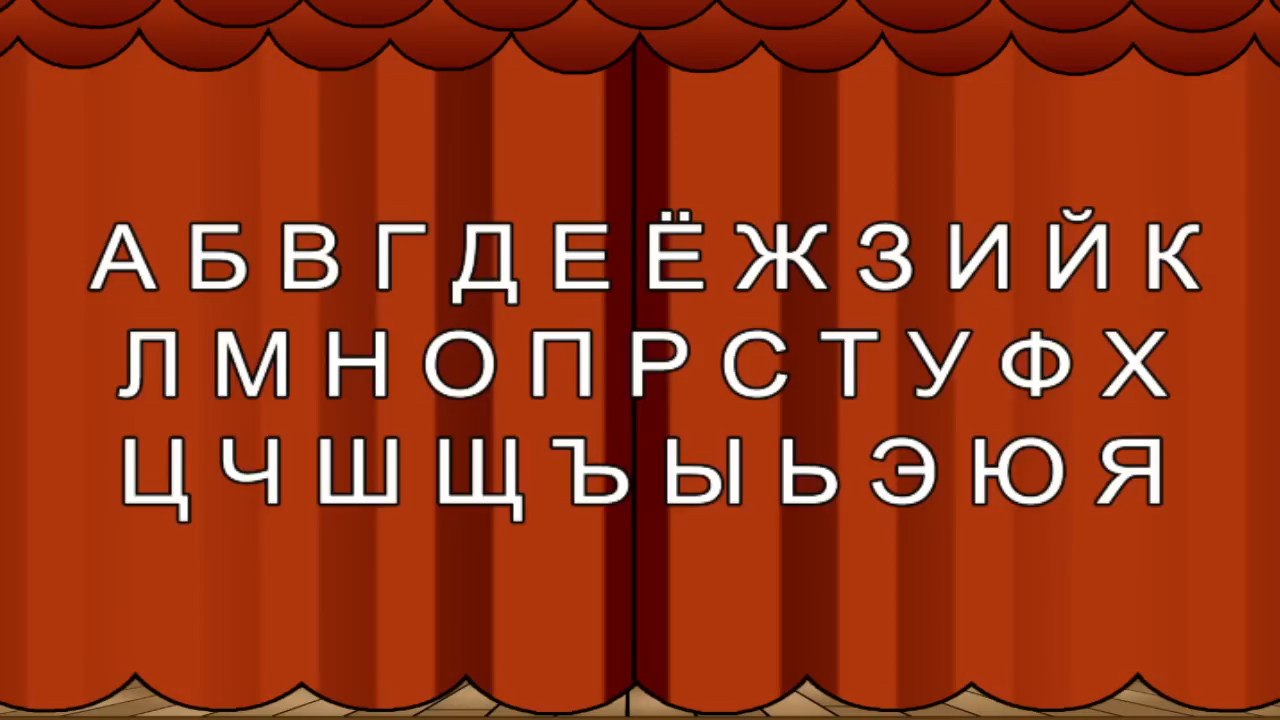 А Б В Г Д Е Ё Ж З И Й К
Л М Н О П Р С Т У Ф Х
Ц Ч Ш Щ Ъ Ы Ь Э Ю Я